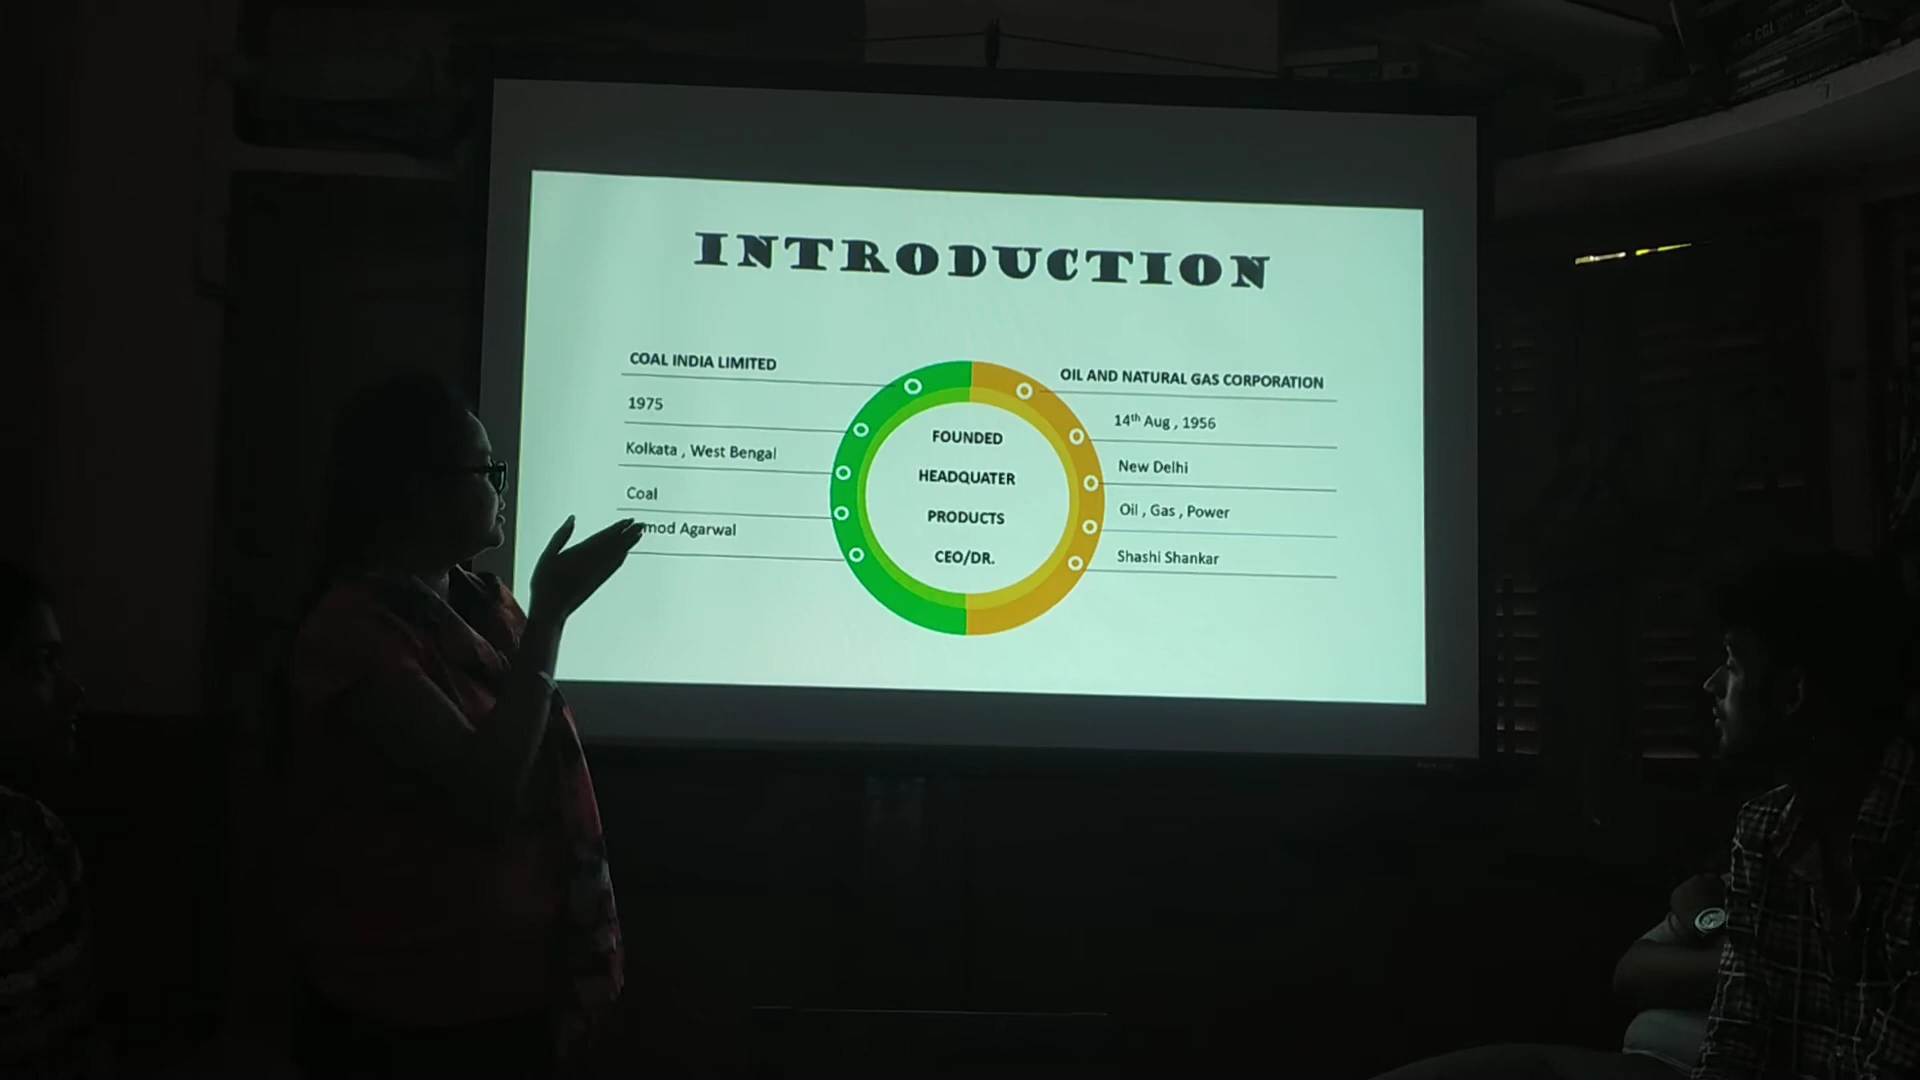 INTRODUCTION
COAL INDIA LIMITED
1975
Kolkata , West Bengal
Coal
Agarwal
FOUNDED
HEADQUATER
PRODUCTS
CEO/DR.
OIL AND NATURAL GAS CORPORATION
14th Aug , 1956
New Delhi
Oil , Gas , Power
Shashi Shankar